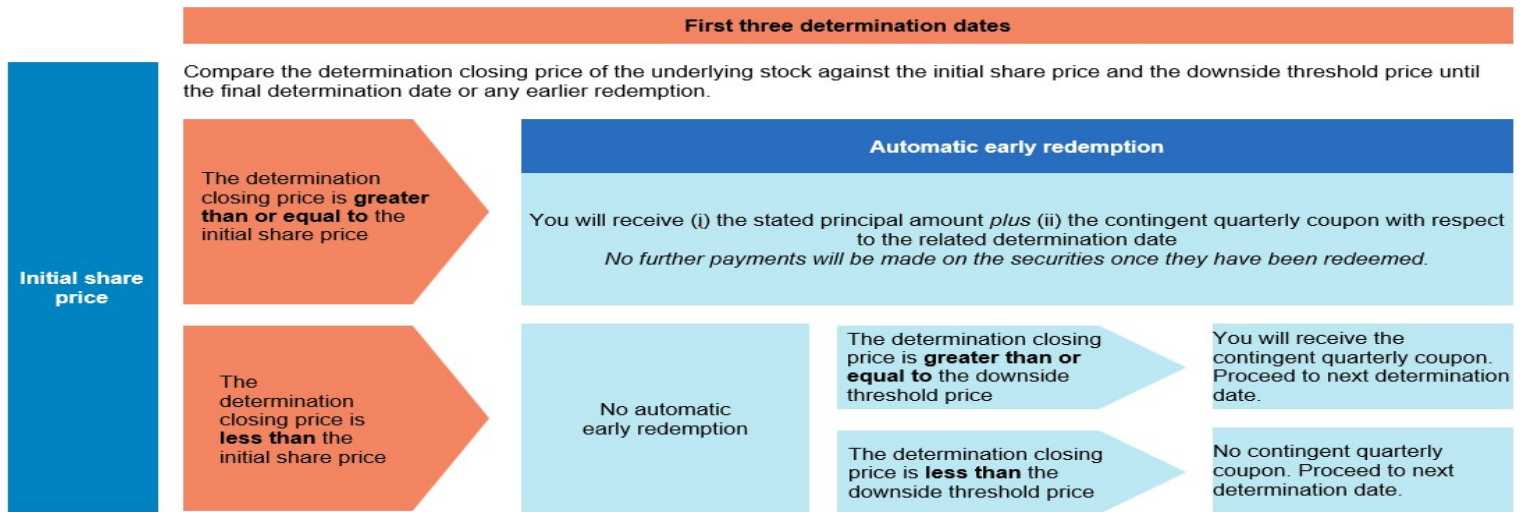 First three determination dates
Compare the determination closing price of the underlying stock against the initial share price and the downside threshold price until
the final determination date or any earlier redemption.
Initial share
price
The determination
closing price is greater
than or equal to the
initial share price
Automatic early redemption
You will receive (i) the stated principal amount plus (ii) the contingent quarterly coupon with respect
to the related determination date
No further payments will be made on the securities once they have been redeemed.
The
determination
closing price is
less than the
initial share price
No automatic
early redemption
The determination closing
price is greater than or
equal to the downside
threshold price
You will receive the
contingent quarterly coupon.
Proceed to next determination
date.
The determination closing
price is less than the
downside threshold price
No contingent quarterly
coupon. Proceed to next
determination date.